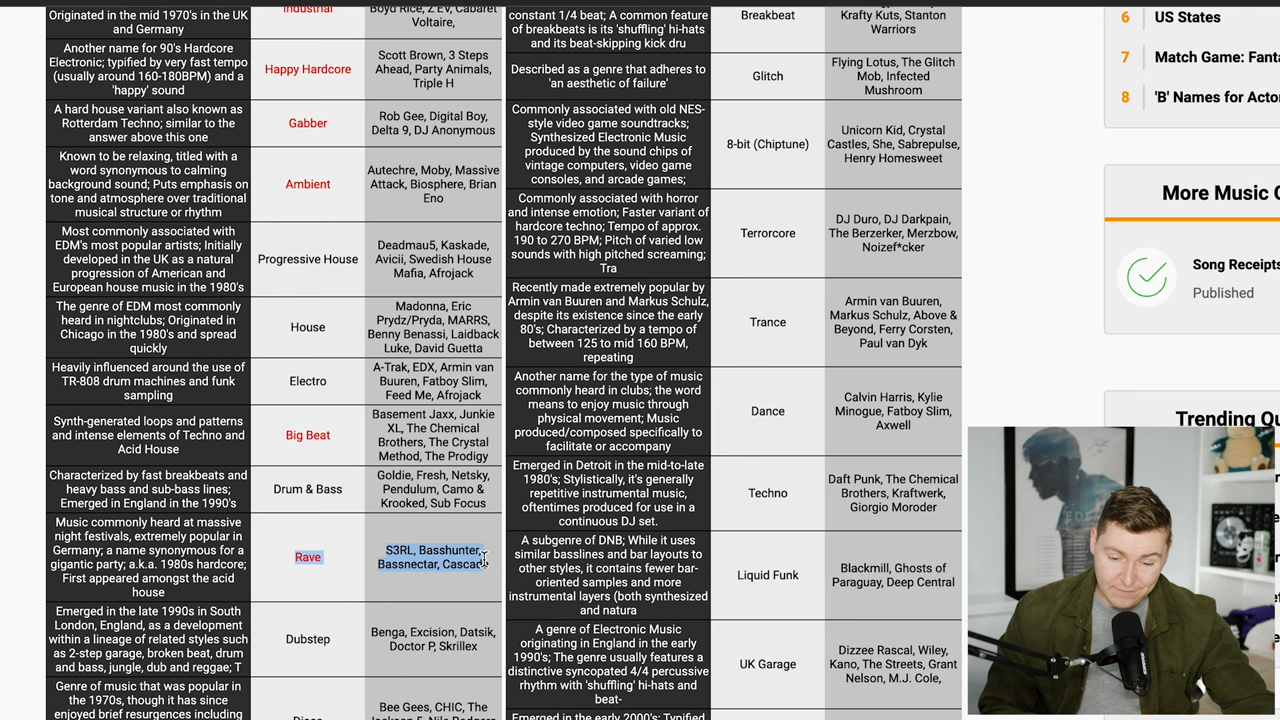 Originated in the mid 1970's in the UK
and Germany
Industrial
Boyd Rice, Z'EV, Cabaret
Voltaire,
Another name for 90's Hardcore
Electronic; typified by very fast tempo
(usually around 160-180BPM) and a
'happy' sound
Happy Hardcore
Scott Brown, 3 Steps
Ahead, Party Animals,
Triple H
A hard house variant also known as
Rotterdam Techno; similar to the
answer above this one
Gabber
Rob Gee, Digital Boy,
Delta 9, DJ Anonymous
Known to be relaxing, titled with a
word synonymous to calming
background sound; Puts emphasis on
tone and atmosphere over traditional
musical structure or rhythm
Ambient
Autechre, Moby, Massive
Attack, Biosphere, Brian
Eno
Most commonly associated with
EDM's most popular artists; Initially
developed in the UK as a natural
progression of American and
European house music in the 1980's
Progressive House
Deadmau5, Kaskade,
Avicii, Swedish House
Mafia, Afrojack
The genre of EDM most commonly
heard in nightclubs; Originated in
Chicago in the 1980's and spread
quickly
House
Madonna, Eric
Prydz/Pryda, MARRS,
Benny Benassi, Laidback
Luke, David Guetta
Heavily influenced around the use of
TR-808 drum machines and funk
sampling
Electro
A-Trak, EDX, Armin van
Buuren, Fatboy Slim,
Feed Me, Afrojack
Synth-generated loops and patterns
and intense elements of Techno and
Acid House
Big Beat
Basement Jaxx, Junkie
XL, The Chemical
Brothers, The Crystal
Method, The Prodigy
Characterized by fast breakbeats and
heavy bass and sub-bass lines;
Emerged in England in the 1990's
Drum & Bass
Goldie, Fresh, Netsky,
Pendulum, Camo &
Krooked, Sub Focus
Music commonly heard at massive
night festivals, extremely popular in
Germany; a name synonymous for a
gigantic party; a.k.a. 1980s hardcore;
First appeared amongst the acid
house
Rave
S3RL, Basshunter,
Bassnectar, Cascada
Emerged in the late 1990s in South
London, England, as a development
within a lineage of related styles such
as 2-step garage, broken beat, drum
and bass, jungle, dub and reggae; T
Dubstep
Benga, Excision, Datsik,
Doctor P, Skrillex
Genre of music that was popular in
the 1970s, though it has since
enjoyed brief resurgences including
Bee Gees, CHIC, The
constant 1/4 beat; A common feature
of breakbeats is its 'shuffling' hi-hats
and its beat-skipping kick dru
Breakbeat
Krafty Kuts, Stanton
Warriors
Described as a genre that adheres to
'an aesthetic of failure'
Glitch
Flying Lotus, The Glitch
Mob, Infected
Mushroom
Commonly associated with old NES-
style video game soundtracks;
Synthesized Electronic Music
produced by the sound chips of
vintage computers, video game
consoles, and arcade games;
8-bit (Chiptune)
Unicorn Kid, Crystal
Castles, She, Sabrepulse,
Henry Homesweet
Commonly associated with horror
and intense emotion; Faster variant of
hardcore techno; Tempo of approx.
190 to 270 BPM; Pitch of varied low
sounds with high pitched screaming;
Tra
Terrorcore
DJ Duro, DJ Darkpain,
The Berzerker, Merzbow,
Noizef*cker
Recently made extremely popular by
Armin van Buuren and Markus Schulz,
despite its existence since the early
80's; Characterized by a tempo of
between 125 to mid 160 BPM,
repeating
Trance
Armin van Buuren,
Markus Schulz, Above &
Beyond, Ferry Corsten,
Paul van Dyk
Another name for the type of music
commonly heard in clubs; the word
means to enjoy music through
physical movement; Music
produced/composed specifically to
facilitate or accompany
Dance
Calvin Harris, Kylie
Minogue, Fatboy Slim,
Axwell
Emerged in Detroit in the mid-to-late
1980's; Stylistically, it's generally
repetitive instrumental music,
oftentimes produced for use in a
continuous DJ set.
Techno
Daft Punk, The Chemical
Brothers, Kraftwerk,
Giorgio Moroder
A subgenre of DNB; While it uses
similar basslines and bar layouts to
other styles, it contains fewer bar-
oriented samples and more
instrumental layers (both synthesized
and natura
Liquid Funk
Blackmill, Ghosts of
Paraguay, Deep Central
A genre of Electronic Music
originating in England in the early
1990's; The genre usually features a
distinctive syncopated 4/4 percussive
rhythm with 'shuffling' hi-hats and
beat-
UK Garage
Dizzee Rascal, Wiley,
Kano, The Streets, Grant
Nelson, M.J. Cole,
Emerged in the early 2000's; Typified
6 US States
7 Match Game: Fanta
8 'B' Names for Acto
More Music
Song Receipts
Published
Trending Qu